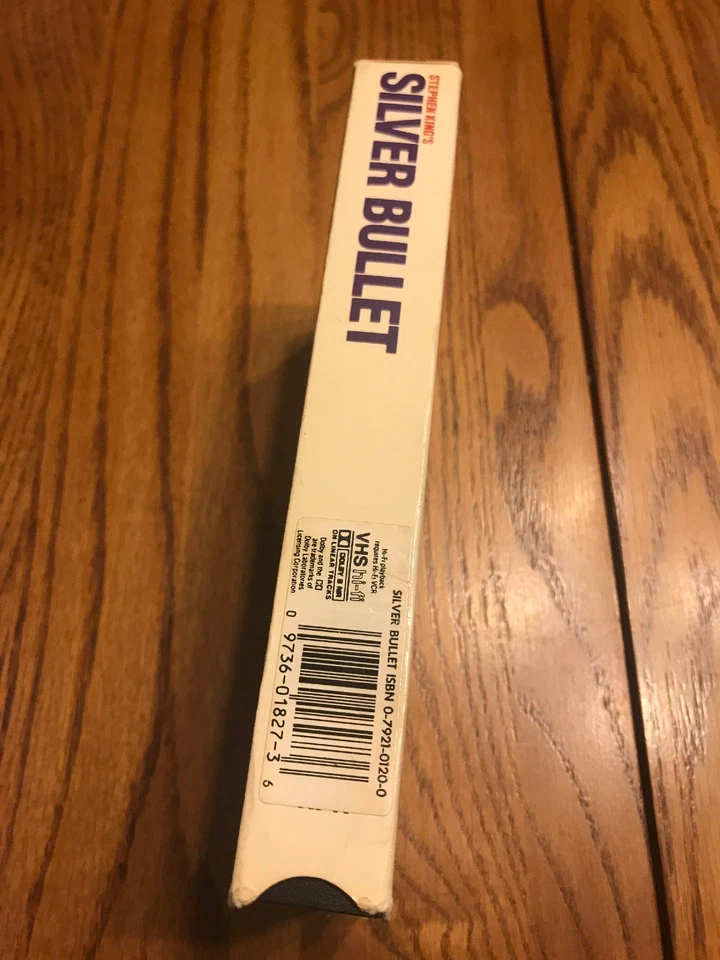 STEPHEN KING'S
SILVER BULLET
Hi-Fi playback
requires Hi-Fi VCR
VHS hi-fi
DOLBY B NR
ON LINEAR TRACKS
Dolby and the
are trademarks of
Dolby Laboratories
Licensing Corporation
SILVER BULLET ISBN 0-7921-0120-0
0 9736-01827-3 6